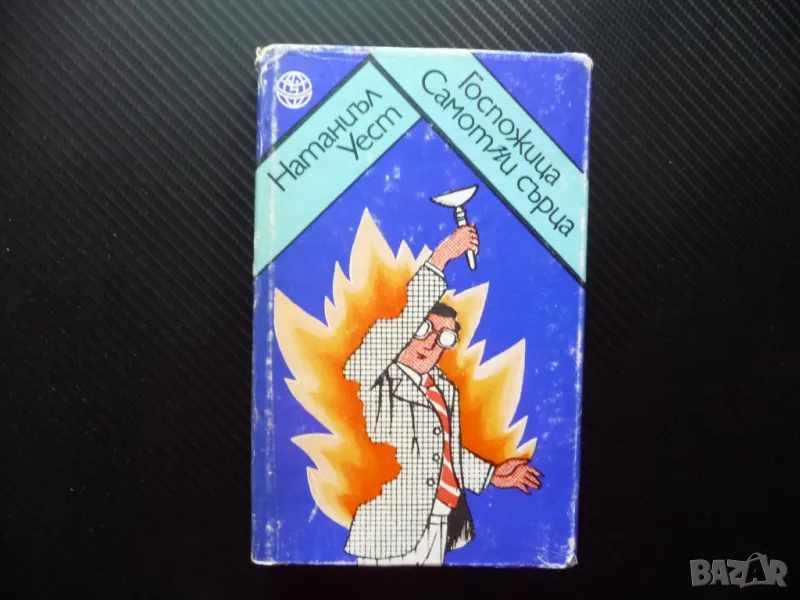 Натаниъл
Уест
Госпожица
Самотни сърца
BAZAR